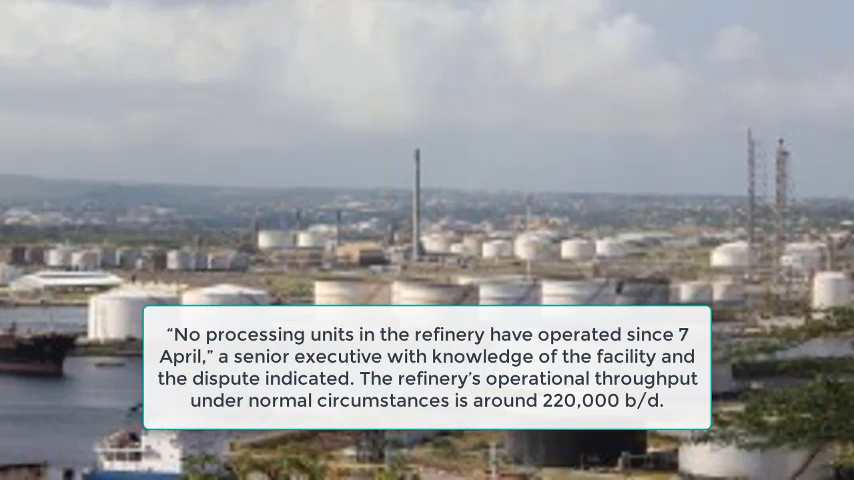 “No processing units in the refinery have operated since 7
April,” a senior executive with knowledge of the facility and
the dispute indicated. The refinery’s operational throughput
under normal circumstances is around 220,000 b/d.